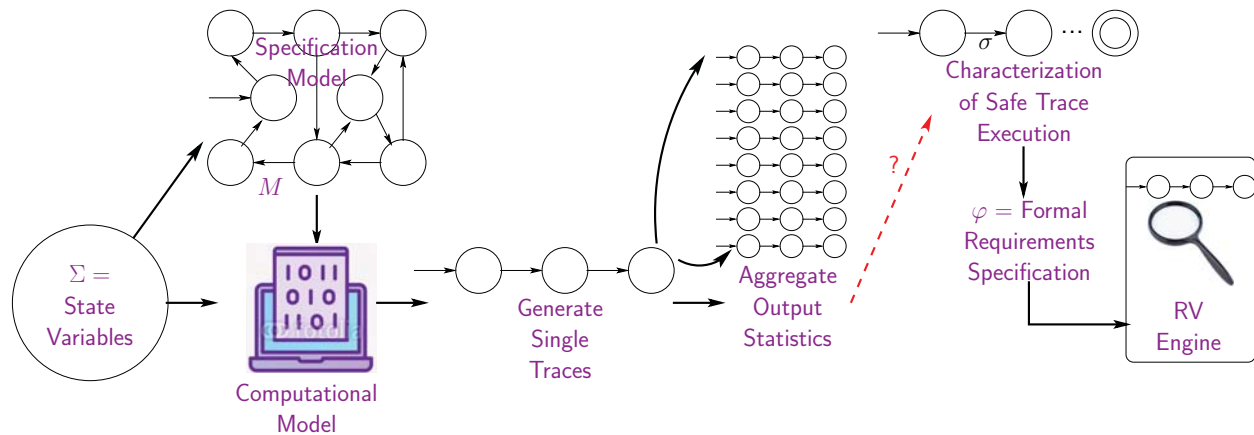 Specification
Model
M
Σ =
State
Variables
1011
010
1101
Computational
Model
Generate
Single
Traces
Aggregate
Output
Statistics
?
σ
...
Characterization
of Safe Trace
Execution
φ = Formal
Requirements
Specification
RV
Engine